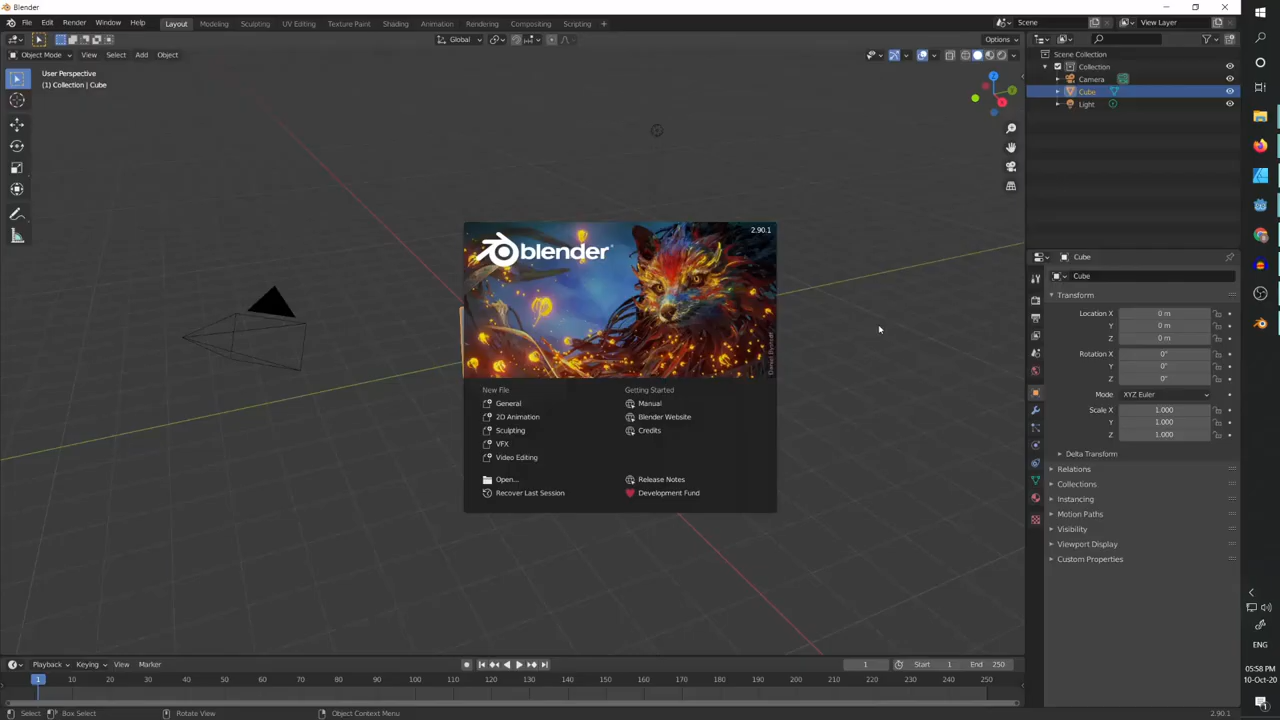 Blender
File Edit Render Window Help
Layout Modeling Sculpting UV Editing Texture Paint Shading Animation Rendering Compositing Scripting +
Scene
View Layer
Global
Options
Object Mode View Select Add Object
User Perspective
(1) Collection | Cube
Scene Collection
Collection
Camera
Cube
Light
blender
2.90.1
New File
General
2D Animation
Sculpting
VFX
Video Editing
Open...
Recover Last Session
Getting Started
Manual
Blender Website
Credits
Release Notes
Development Fund
Cube
Cube
Transform
Location X 0 m
Y 0 m
Z 0 m
Rotation X 0°
Y 0°
Z 0°
Mode XYZ Euler
Scale X 1.000
Y 1.000
Z 1.000
Delta Transform
Relations
Collections
Instancing
Motion Paths
Visibility
Viewport Display
Custom Properties
Playback Keying View Marker
1
Start 1
End 250
1 10 20 30 40 50 60 70 80 90 100 110 120 130 140 150 160 170 180 190 200 210 220 230 240 250
Select Box Select Rotate View Object Context Menu
2.90.1
ENG
05:58 PM
10-Oct-20